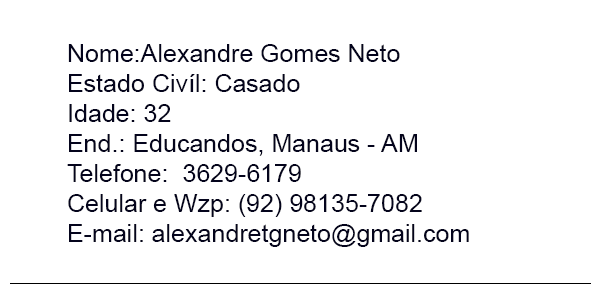 Nome:Alexandre Gomes Neto
Estado Civíl: Casado
Idade: 32
End.: Educandos, Manaus - AM
Telefone:  3629-6179
Celular e Wzp: (92) 98135-7082
E-mail: alexandretgneto@gmail.com